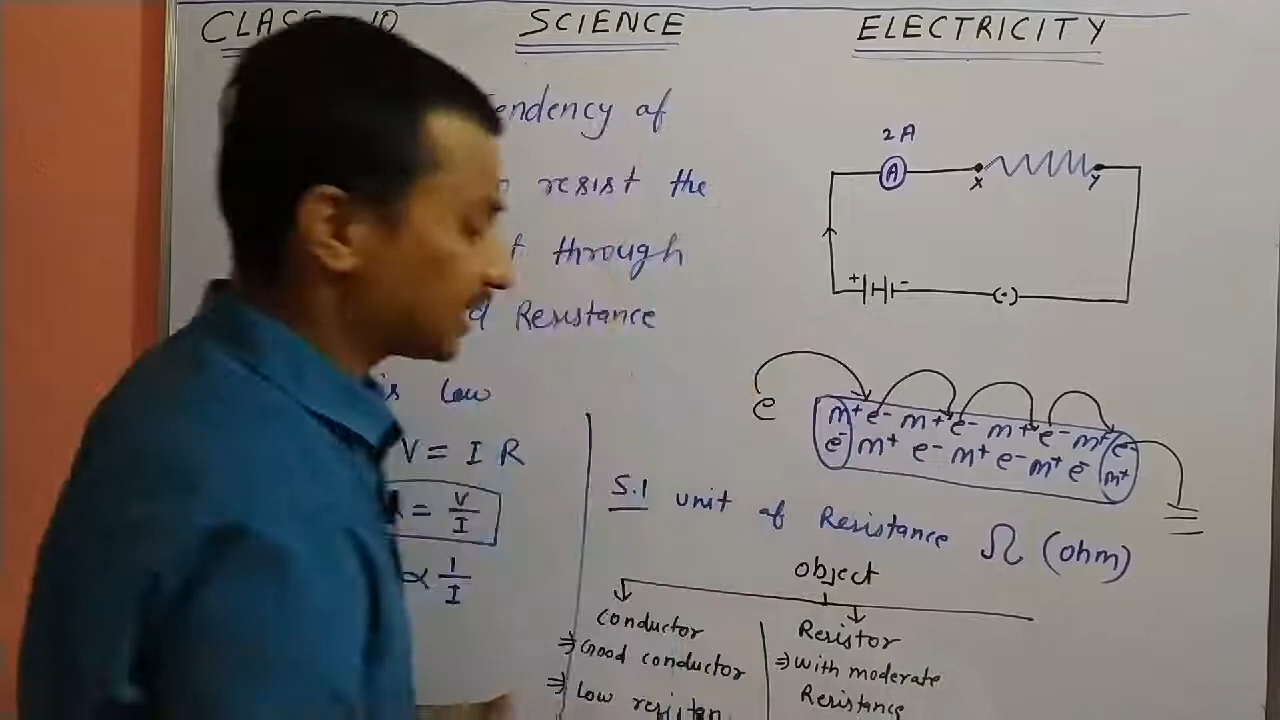 CLASS 10 SCIENCE ELECTRICITY
endency of
resist the
through
Resistance
is Law
V = I R
= V/I
∝ 1/I
2 A
A
X Y
+ -
(·)
e
m+ e- m+ e- m+ e- m+ e-
e- m+ e- m+ e- m+ e- m+
S.I unit of Resistance Ω (ohm)
object
conductor
⇒ Good conductor
⇒ Low resistan
Resistor
⇒ with moderate
Resistance